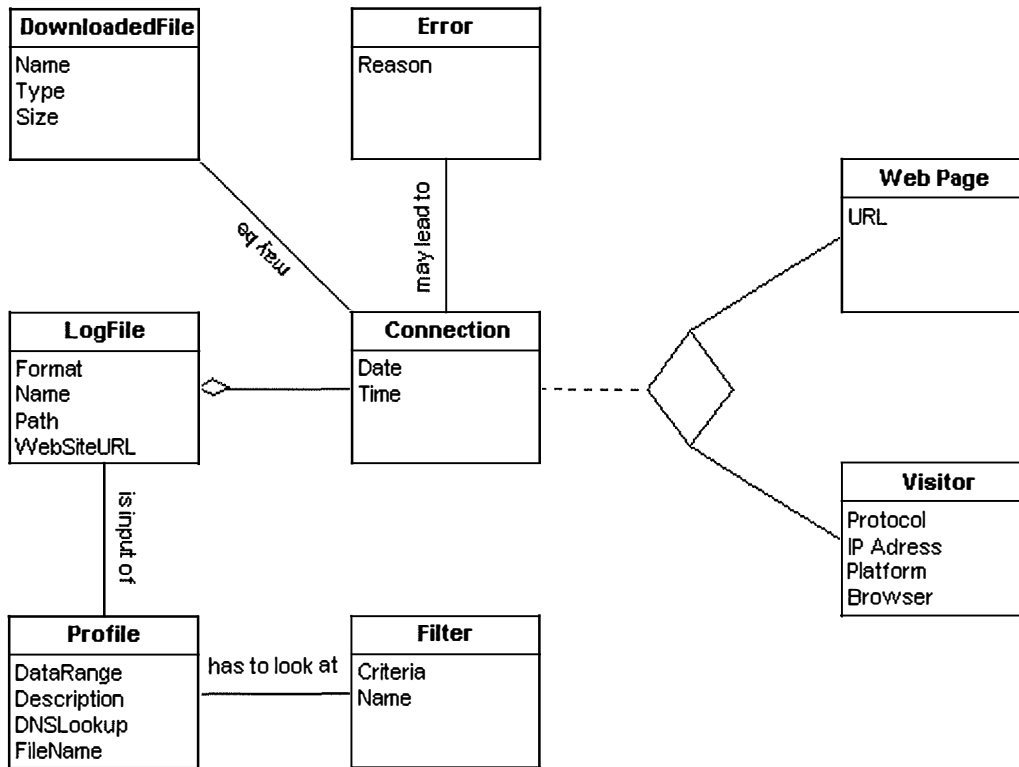 DownloadedFile
Name
Type
Size
Error
Reason
Web Page
URL
may be
may lead to
LogFile
Format
Name
Path
WebSiteURL
Connection
Date
Time
Visitor
Protocol
IP Adress
Platform
Browser
is input of
Profile
DataRange
Description
DNSLookup
FileName
has to look at
Filter
Criteria
Name